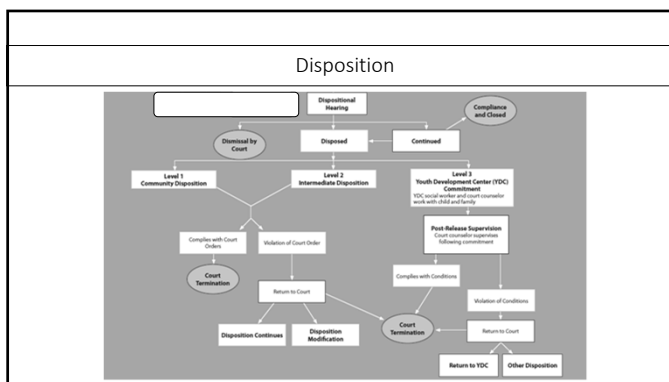 Disposition
Dispositional
Hearing
Compliance
and Closed
Dismissal by
Court
Disposed
Continued
Level 1
Community Disposition
Level 2
Intermediate Disposition
Level 3
Youth Development Center (YDC)
Commitment
YDC social worker and court counselor
work with child and family
Post-Release Supervision
Court counselor supervises
following commitment
Complies with Court
Orders
Violation of Court Order
Court
Termination
Complies with Conditions
Return to Court
Violation of Conditions
Disposition Continues
Disposition
Modification
Court
Termination
Return to Court
Return to YDC
Other Disposition